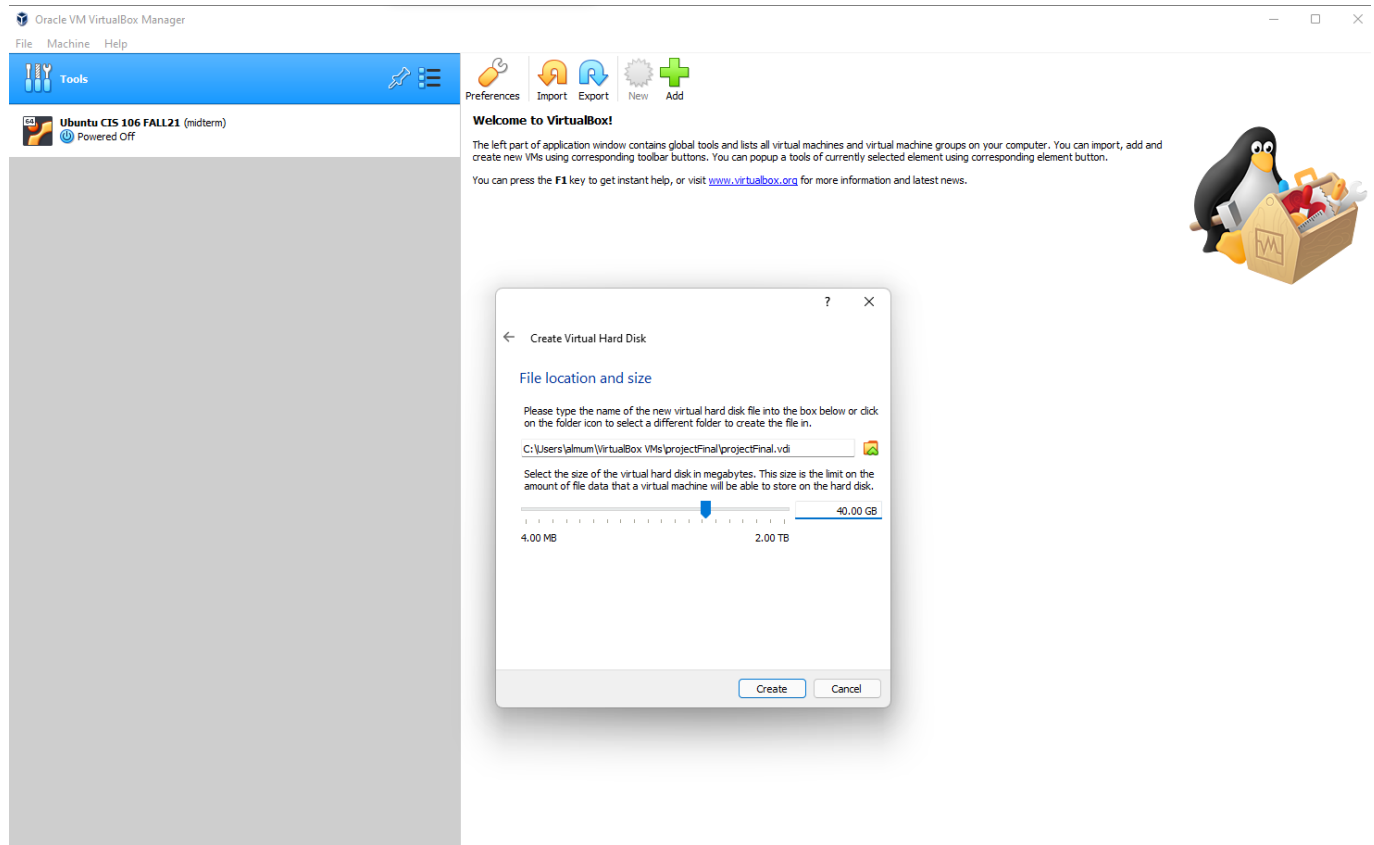 Oracle VM VirtualBox Manager
File Machine Help
Tools
Preferences Import Export New Add
64 Ubuntu CIS 106 FALL21 (midterm)
Powered Off
Welcome to VirtualBox!
The left part of application window contains global tools and lists all virtual machines and virtual machine groups on your computer. You can import, add and
create new VMs using corresponding toolbar buttons. You can popup a tools of currently selected element using corresponding element button.
You can press the F1 key to get instant help, or visit www.virtualbox.org for more information and latest news.
?
Create Virtual Hard Disk
File location and size
Please type the name of the new virtual hard disk file into the box below or click
on the folder icon to select a different folder to create the file in.
C:\Users\almum\VirtualBox VMs\projectFinal\projectFinal.vdi
Select the size of the virtual hard disk in megabytes. This size is the limit on the
amount of file data that a virtual machine will be able to store on the hard disk.
40.00 GB
4.00 MB 2.00 TB
Create Cancel